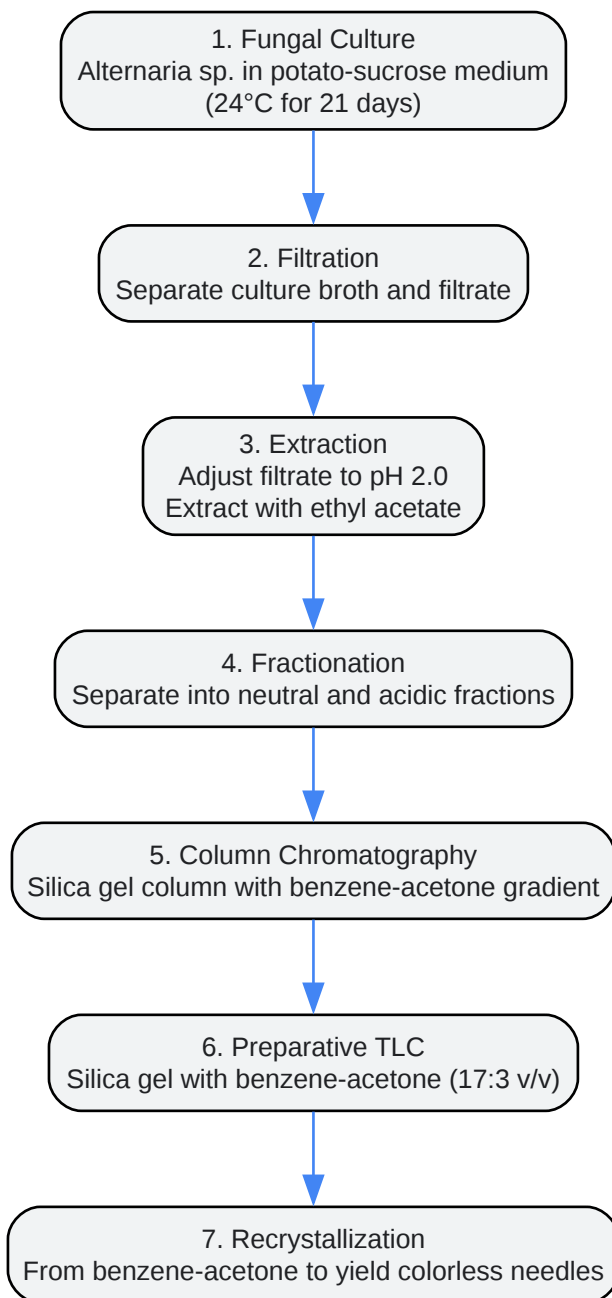 1. Fungal Culture
Alternaria sp. in potato-sucrose medium
(24°C for 21 days)
2. Filtration
Separate culture broth and filtrate
3. Extraction
Adjust filtrate to pH 2.0
Extract with ethyl acetate
4. Fractionation
Separate into neutral and acidic fractions
5. Column Chromatography
Silica gel column with benzene-acetone gradient
6. Preparative TLC
Silica gel with benzene-acetone (17:3 v/v)
7. Recrystallization
From benzene-acetone to yield colorless needles